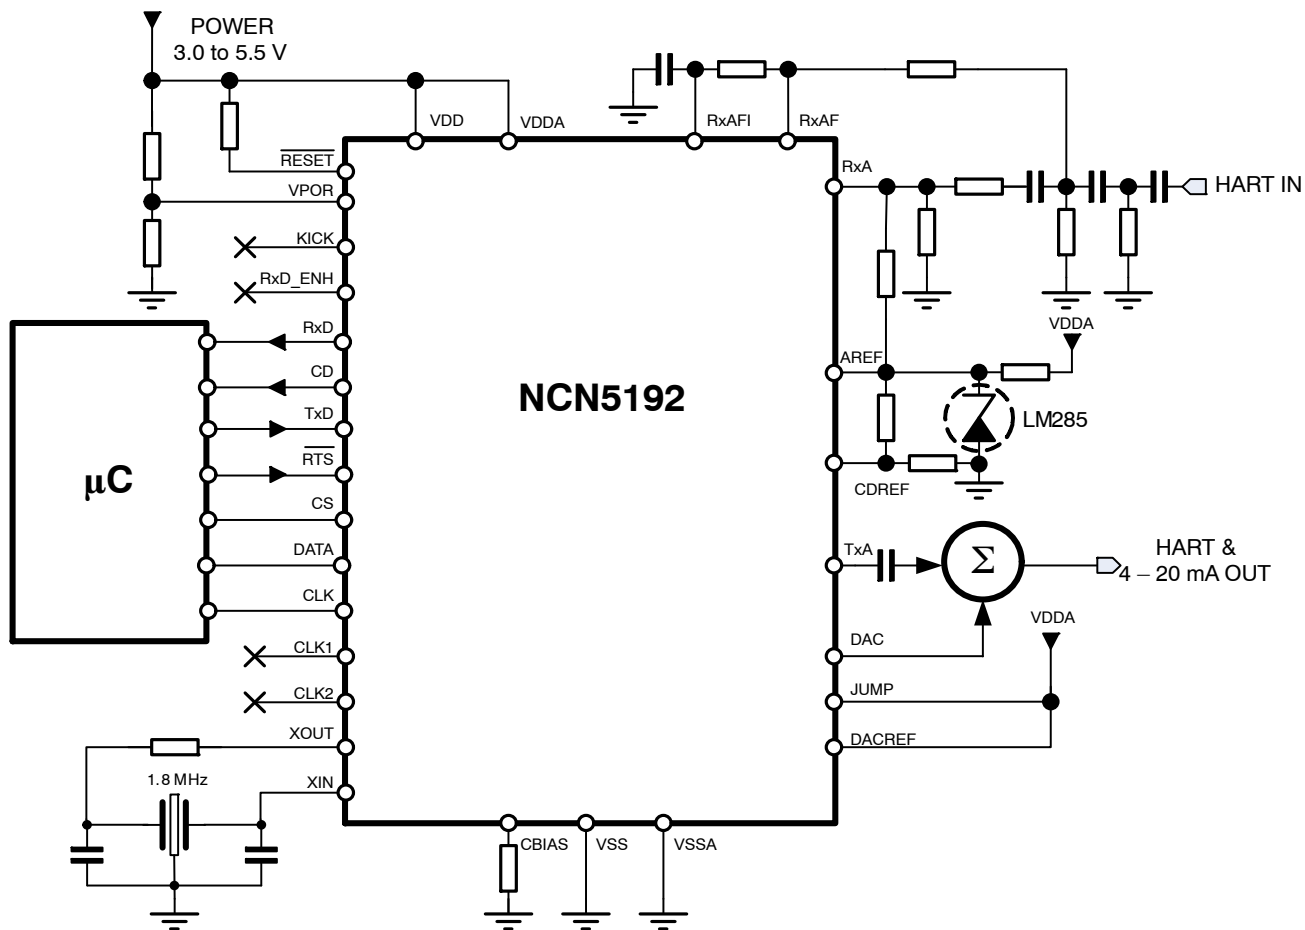 POWER
3.0 to 5.5 V
VDD
VDDA
RxAFI
RxAF
RESET
VPOR
KICK
RxD_ENH
RxD
CD
TxD
RTS
CS
DATA
CLK
CLK1
CLK2
XOUT
XIN
1.8 MHz
μC
NCN5192
RxA
HART IN
VDDA
AREF
LM285
CDREF
TxA
Σ
HART &
4 – 20 mA OUT
DAC
VDDA
JUMP
DACREF
CBIAS
VSS
VSSA